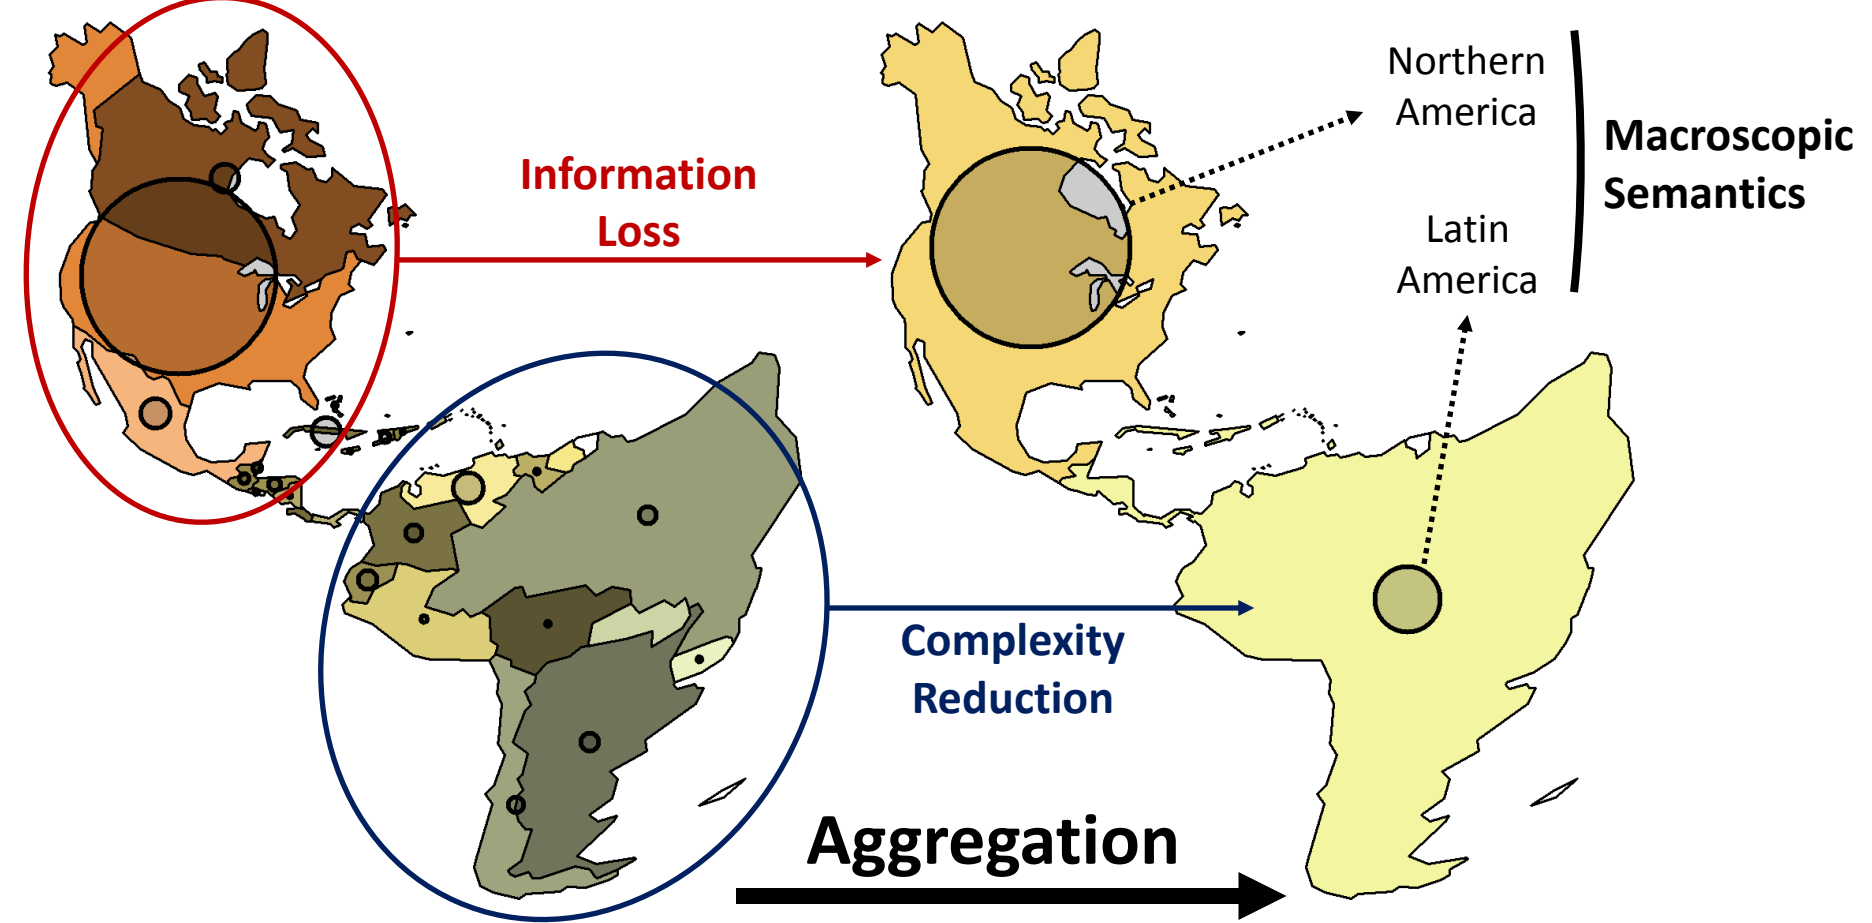 Northern
America
Macroscopic
Semantics
Information
Loss
Latin
America
Complexity
Reduction
Aggregation